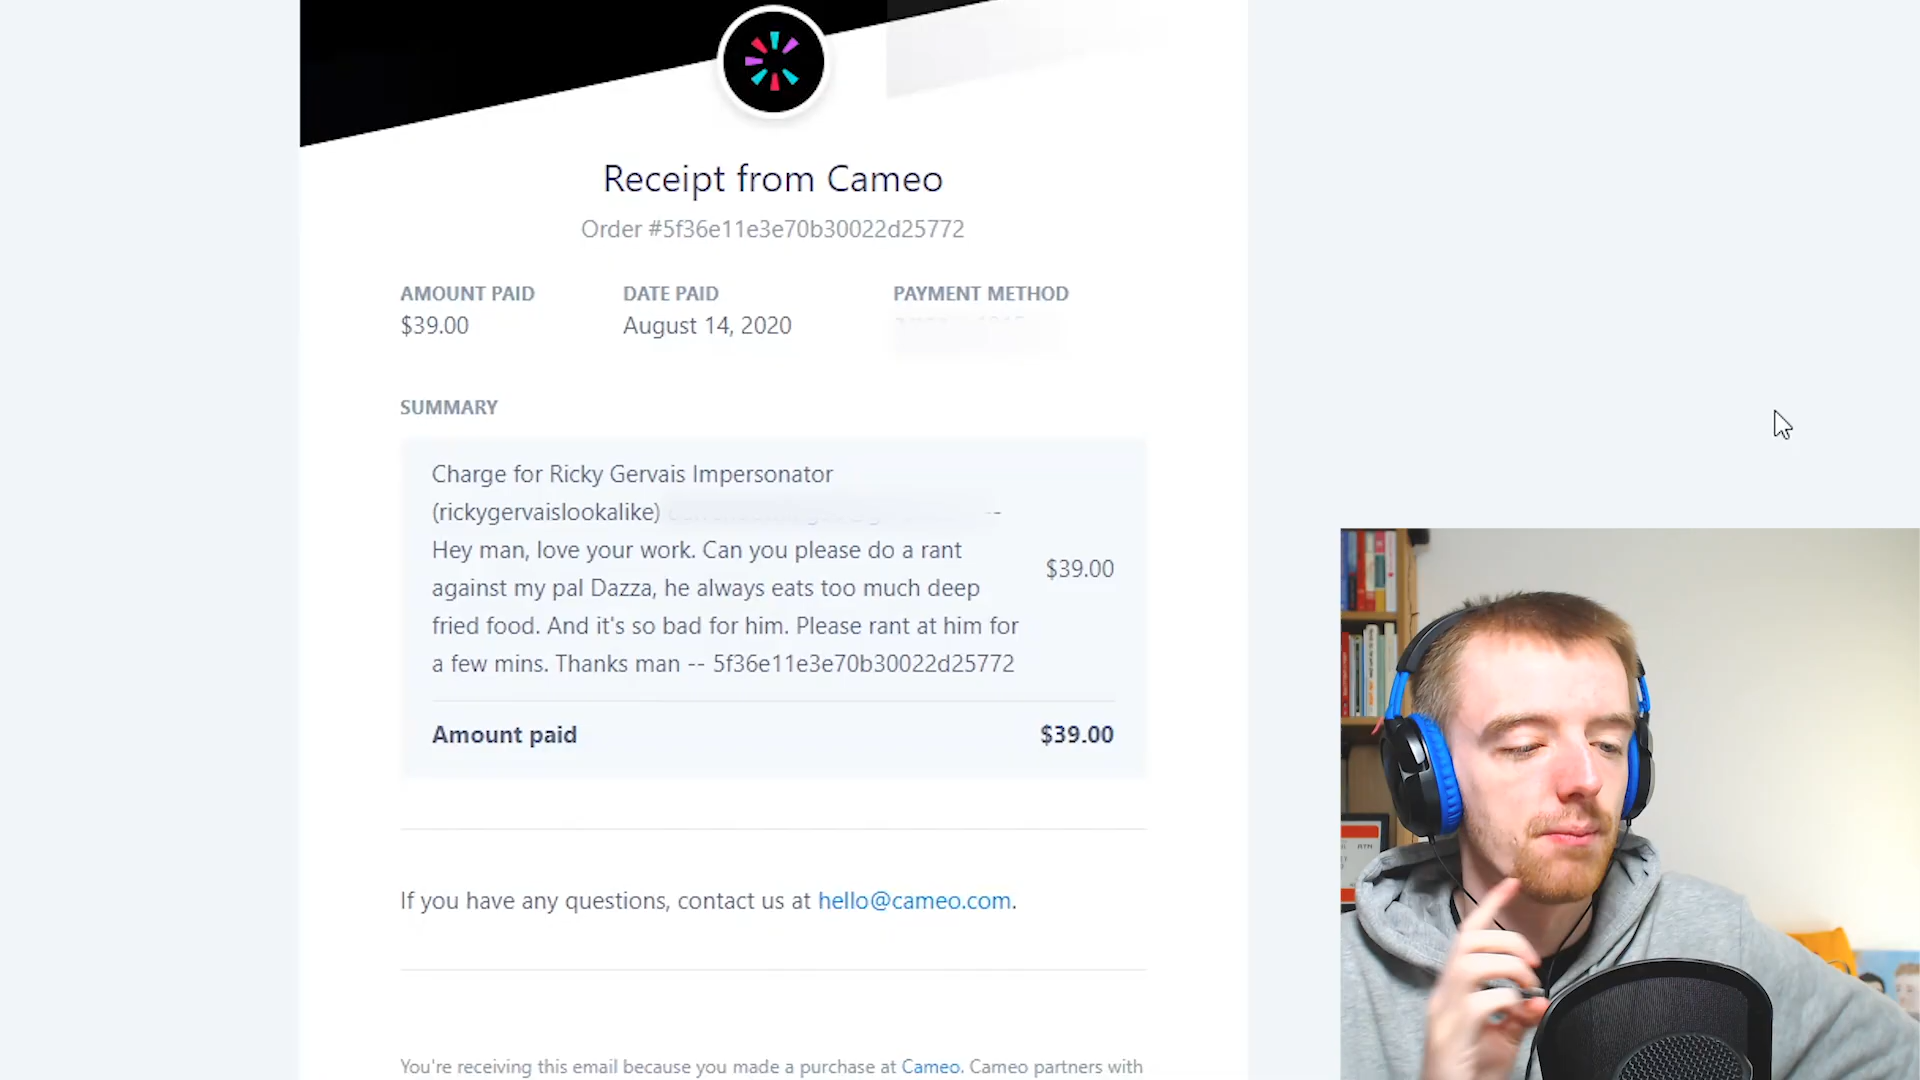 Receipt from Cameo
Order #5f36e11e3e70b30022d25772
AMOUNT PAID
$39.00
DATE PAID
August 14, 2020
PAYMENT METHOD
SUMMARY
Charge for Ricky Gervais Impersonator
(rickygervaislookalike) --
Hey man, love your work. Can you please do a rant
against my pal Dazza, he always eats too much deep
fried food. And it's so bad for him. Please rant at him for
a few mins. Thanks man -- 5f36e11e3e70b30022d25772
$39.00
Amount paid
$39.00
If you have any questions, contact us at hello@cameo.com.
You're receiving this email because you made a purchase at Cameo. Cameo partners with